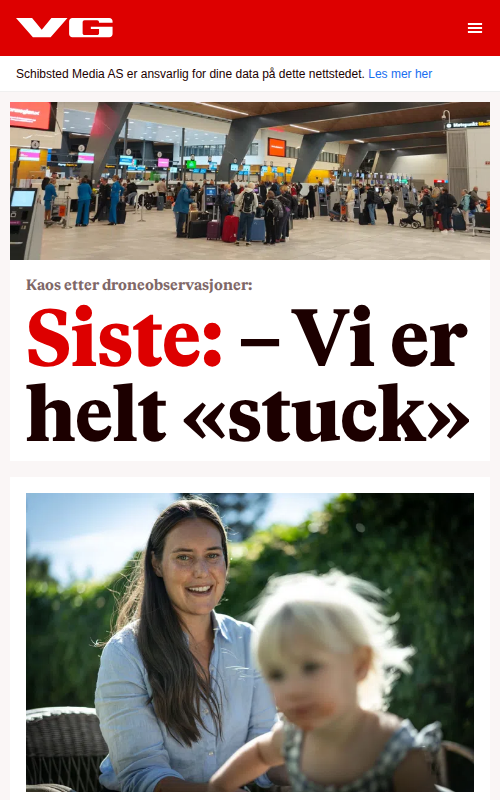 VG
Schibsted Media AS er ansvarlig for dine data på dette nettstedet. Les mer her
Kaos etter droneobservasjoner:
Siste: – Vi er
helt «stuck»